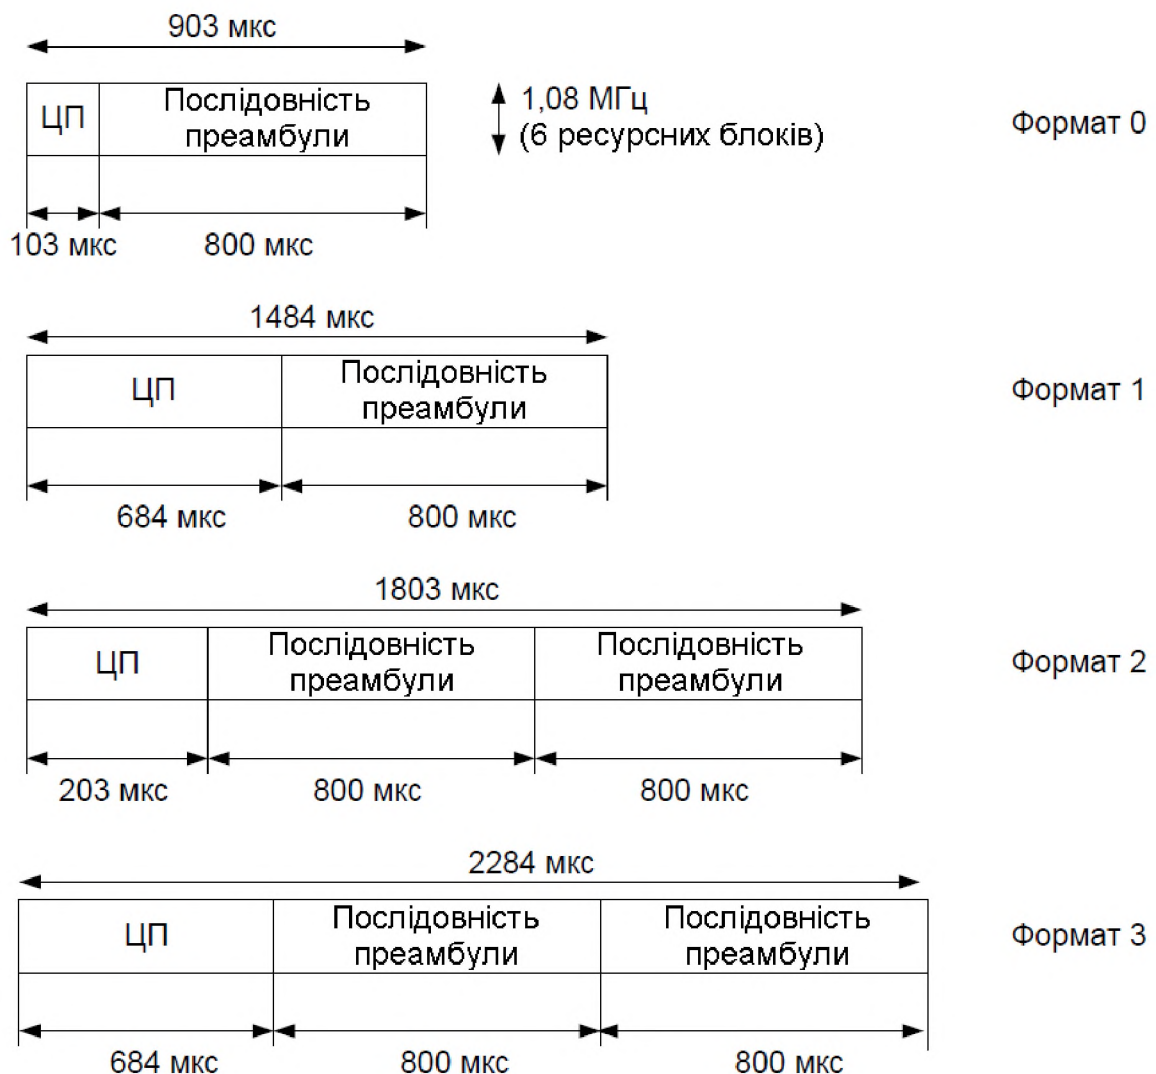 903 мкс
ЦП
Послідовність
преамбули
1,08 МГц
(6 ресурсних блоків)
Формат 0
103 мкс
800 мкс
1484 мкс
ЦП
Послідовність
преамбули
Формат 1
684 мкс
800 мкс
1803 мкс
ЦП
Послідовність
преамбули
Послідовність
преамбули
Формат 2
203 мкс
800 мкс
800 мкс
2284 мкс
ЦП
Послідовність
преамбули
Послідовність
преамбули
Формат 3
684 мкс
800 мкс
800 мкс